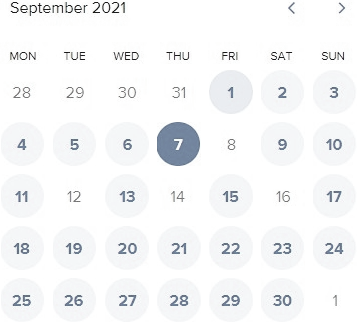 September 2021
MON TUE WED THU FRI SAT SUN
28 29 30 31 1 2 3
4 5 6 7 8 9 10
11 12 13 14 15 16 17
18 19 20 21 22 23 24
25 26 27 28 29 30 1